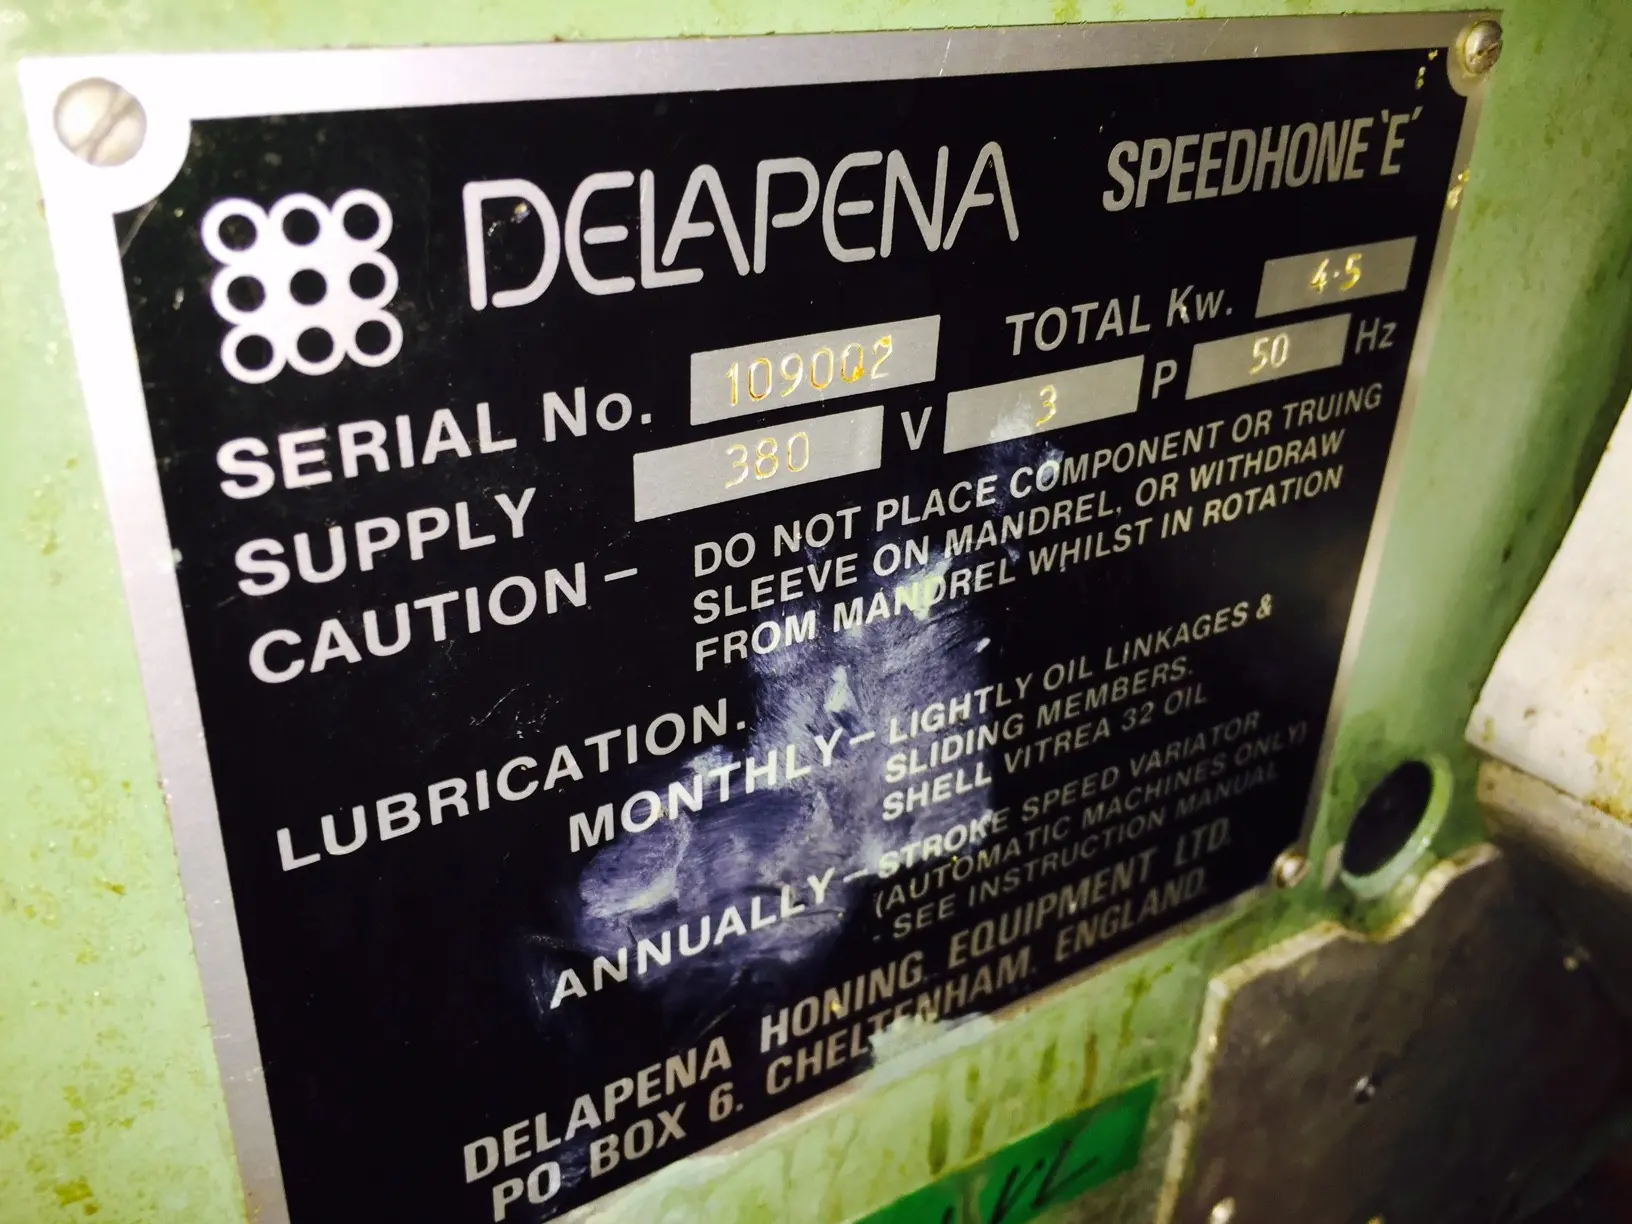 DELAPENA SPEEDHONE 'E'
SERIAL No. 109002 TOTAL Kw. 4·5
SUPPLY 380 V 3 P 50 Hz
CAUTION – DO NOT PLACE COMPONENT OR TRUING
SLEEVE ON MANDREL, OR WITHDRAW
FROM MANDREL WHILST IN ROTATION
LUBRICATION.
MONTHLY – LIGHTLY OIL LINKAGES &
SLIDING MEMBERS.
SHELL VITREA 32 OIL
ANNUALLY – STROKE SPEED VARIATOR
(AUTOMATIC MACHINES ONLY)
- SEE INSTRUCTION MANUAL
DELAPENA HONING EQUIPMENT LTD.
PO BOX 6. CHELTENHAM. ENGLAND.